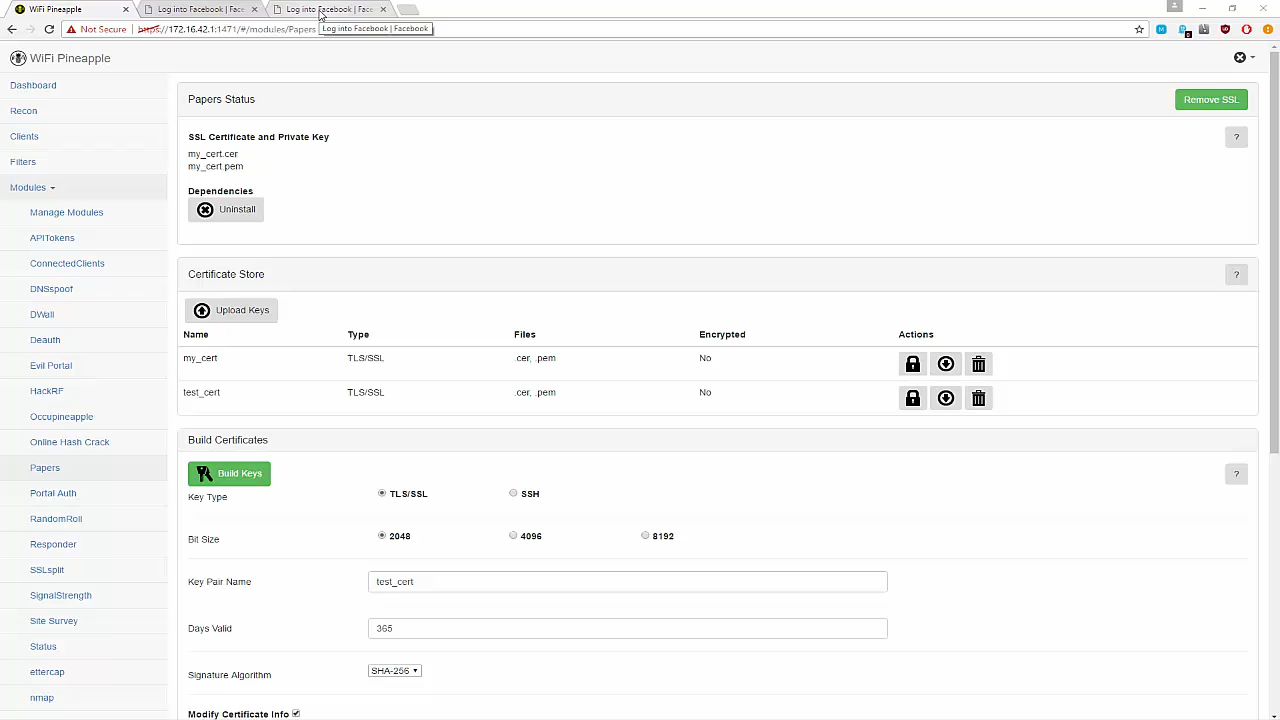 WiFi Pineapple
Log into Facebook | Face
Log into Facebook | Face
Not Secure
https://172.16.42.1:1471/#/modules/Papers
Log into Facebook | Facebook
WiFi Pineapple
Dashboard
Recon
Clients
Filters
Modules
Manage Modules
APITokens
ConnectedClients
DNSspoof
DWall
Deauth
Evil Portal
HackRF
Occupineapple
Online Hash Crack
Papers
Portal Auth
RandomRoll
Responder
SSLsplit
SignalStrength
Site Survey
Status
ettercap
nmap
Papers Status
Remove SSL
SSL Certificate and Private Key
?
my_cert.cer
my_cert.pem
Dependencies
Uninstall
Certificate Store
?
Upload Keys
Name Type Files Encrypted Actions
my_cert TLS/SSL .cer, .pem No
test_cert TLS/SSL .cer, .pem No
Build Certificates
Build Keys
?
Key Type TLS/SSL SSH
Bit Size 2048 4096 8192
Key Pair Name test_cert
Days Valid 365
Signature Algorithm SHA-256
Modify Certificate Info